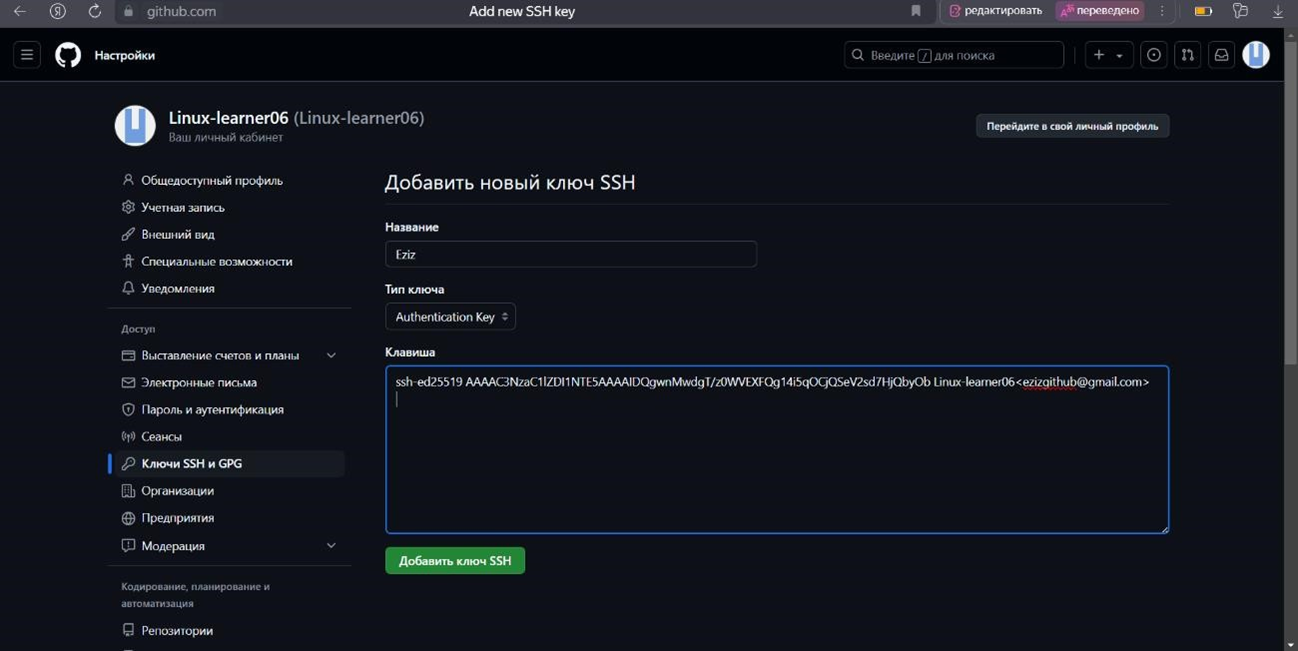 github.com
Add new SSH key
редактировать
переведено
Настройки
Введите / для поиска
Linux-learner06 (Linux-learner06)
Ваш личный кабинет
Перейдите в свой личный профиль
Общедоступный профиль
Учетная запись
Внешний вид
Специальные возможности
Уведомления
Доступ
Выставление счетов и планы
Электронные письма
Пароль и аутентификация
Сеансы
Ключи SSH и GPG
Организации
Предприятия
Модерация
Кодирование, планирование и
автоматизация
Репозитории
Добавить новый ключ SSH
Название
Eziz
Тип ключа
Authentication Key
Клавиша
ssh-ed25519 AAAAC3NzaC1lZDI1NTE5AAAAIDQgwnMwdgT/z0WVEXFQg14i5qOCjQSeV2sd7HjQbyOb Linux-learner06<ezizgithub@gmail.com>
Добавить ключ SSH